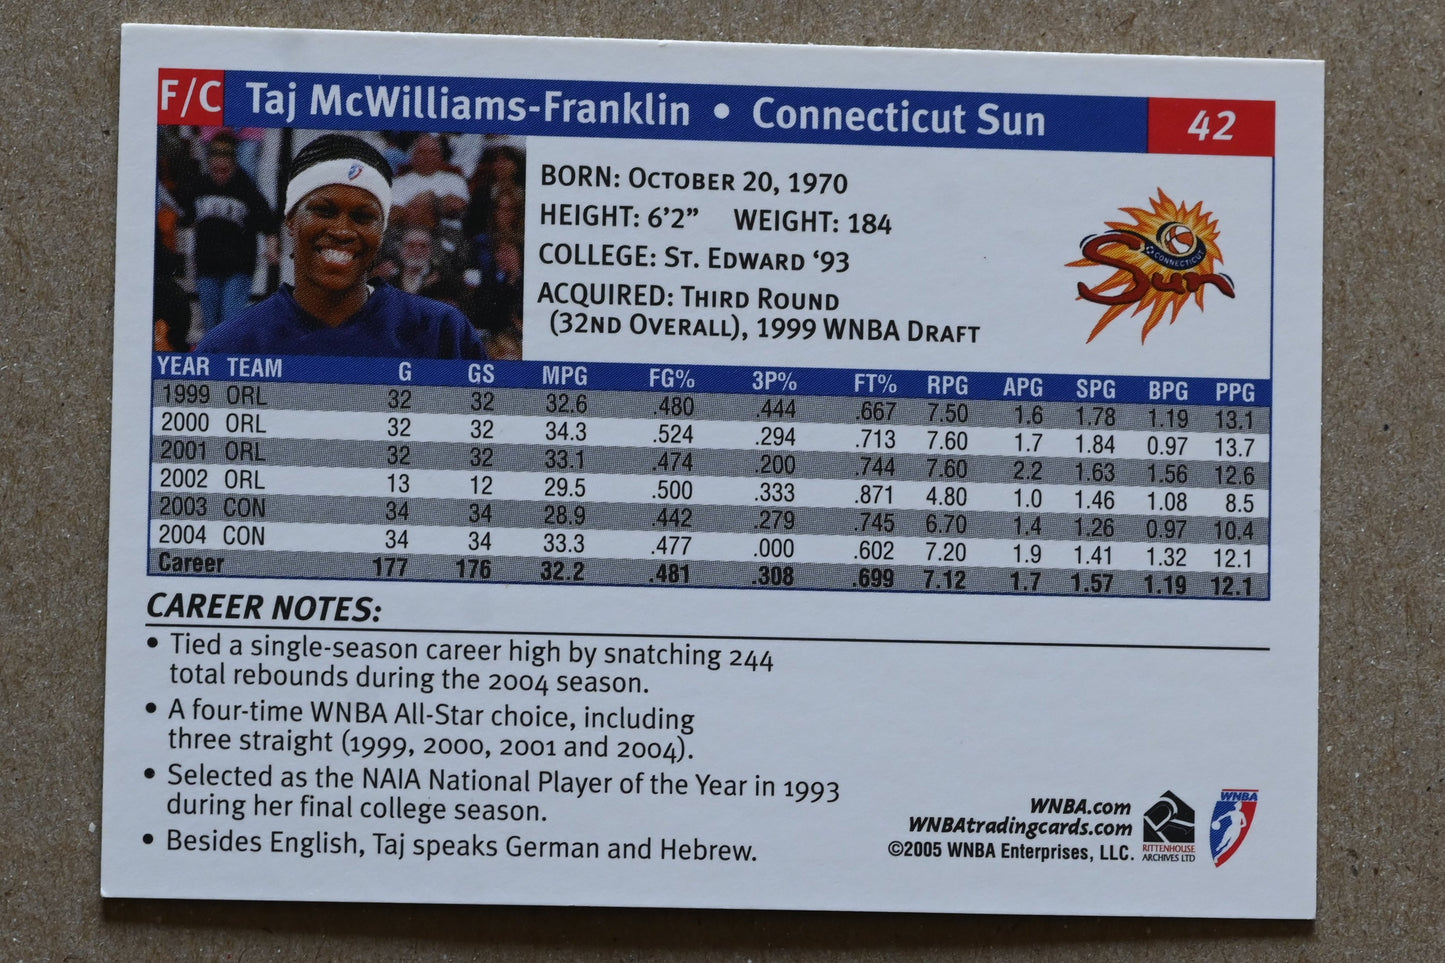 F/C Taj McWilliams-Franklin • Connecticut Sun 42
BORN: OCTOBER 20, 1970
HEIGHT: 6'2" WEIGHT: 184
COLLEGE: ST. EDWARD '93
ACQUIRED: THIRD ROUND
(32ND OVERALL), 1999 WNBA DRAFT
CONNECTICUT
Sun
YEAR TEAM G GS MPG FG% 3P% FT% RPG APG SPG BPG PPG
1999 ORL 32 32 32.6 .480 .444 .667 7.50 1.6 1.78 1.19 13.1
2000 ORL 32 32 34.3 .524 .294 .713 7.60 1.7 1.84 0.97 13.7
2001 ORL 32 32 33.1 .474 .200 .744 7.60 2.2 1.63 1.56 12.6
2002 ORL 13 12 29.5 .500 .333 .871 4.80 1.0 1.46 1.08 8.5
2003 CON 34 34 28.9 .442 .279 .745 6.70 1.4 1.26 0.97 10.4
2004 CON 34 34 33.3 .477 .000 .602 7.20 1.9 1.41 1.32 12.1
Career 177 176 32.2 .481 .308 .699 7.12 1.7 1.57 1.19 12.1
CAREER NOTES:
• Tied a single-season career high by snatching 244
total rebounds during the 2004 season.
• A four-time WNBA All-Star choice, including
three straight (1999, 2000, 2001 and 2004).
• Selected as the NAIA National Player of the Year in 1993
during her final college season.
• Besides English, Taj speaks German and Hebrew.
WNBA.com
WNBAtradingcards.com
©2005 WNBA Enterprises, LLC.
RITTENHOUSE
ARCHIVES LTD
WNBA